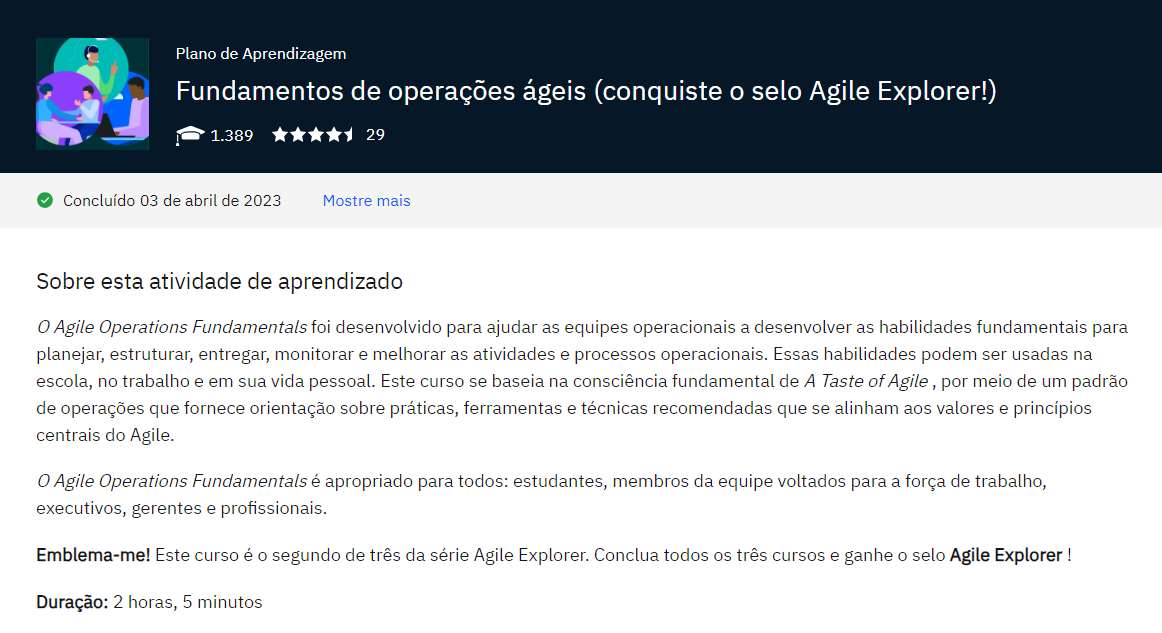 Plano de Aprendizagem
Fundamentos de operações ágeis (conquiste o selo Agile Explorer!)
1.389 29
Concluído 03 de abril de 2023 Mostre mais
Sobre esta atividade de aprendizado
O Agile Operations Fundamentals foi desenvolvido para ajudar as equipes operacionais a desenvolver as habilidades fundamentais para
planejar, estruturar, entregar, monitorar e melhorar as atividades e processos operacionais. Essas habilidades podem ser usadas na
escola, no trabalho e em sua vida pessoal. Este curso se baseia na consciência fundamental de A Taste of Agile , por meio de um padrão
de operações que fornece orientação sobre práticas, ferramentas e técnicas recomendadas que se alinham aos valores e princípios
centrais do Agile.
O Agile Operations Fundamentals é apropriado para todos: estudantes, membros da equipe voltados para a força de trabalho,
executivos, gerentes e profissionais.
Emblema-me! Este curso é o segundo de três da série Agile Explorer. Conclua todos os três cursos e ganhe o selo Agile Explorer !
Duração: 2 horas, 5 minutos